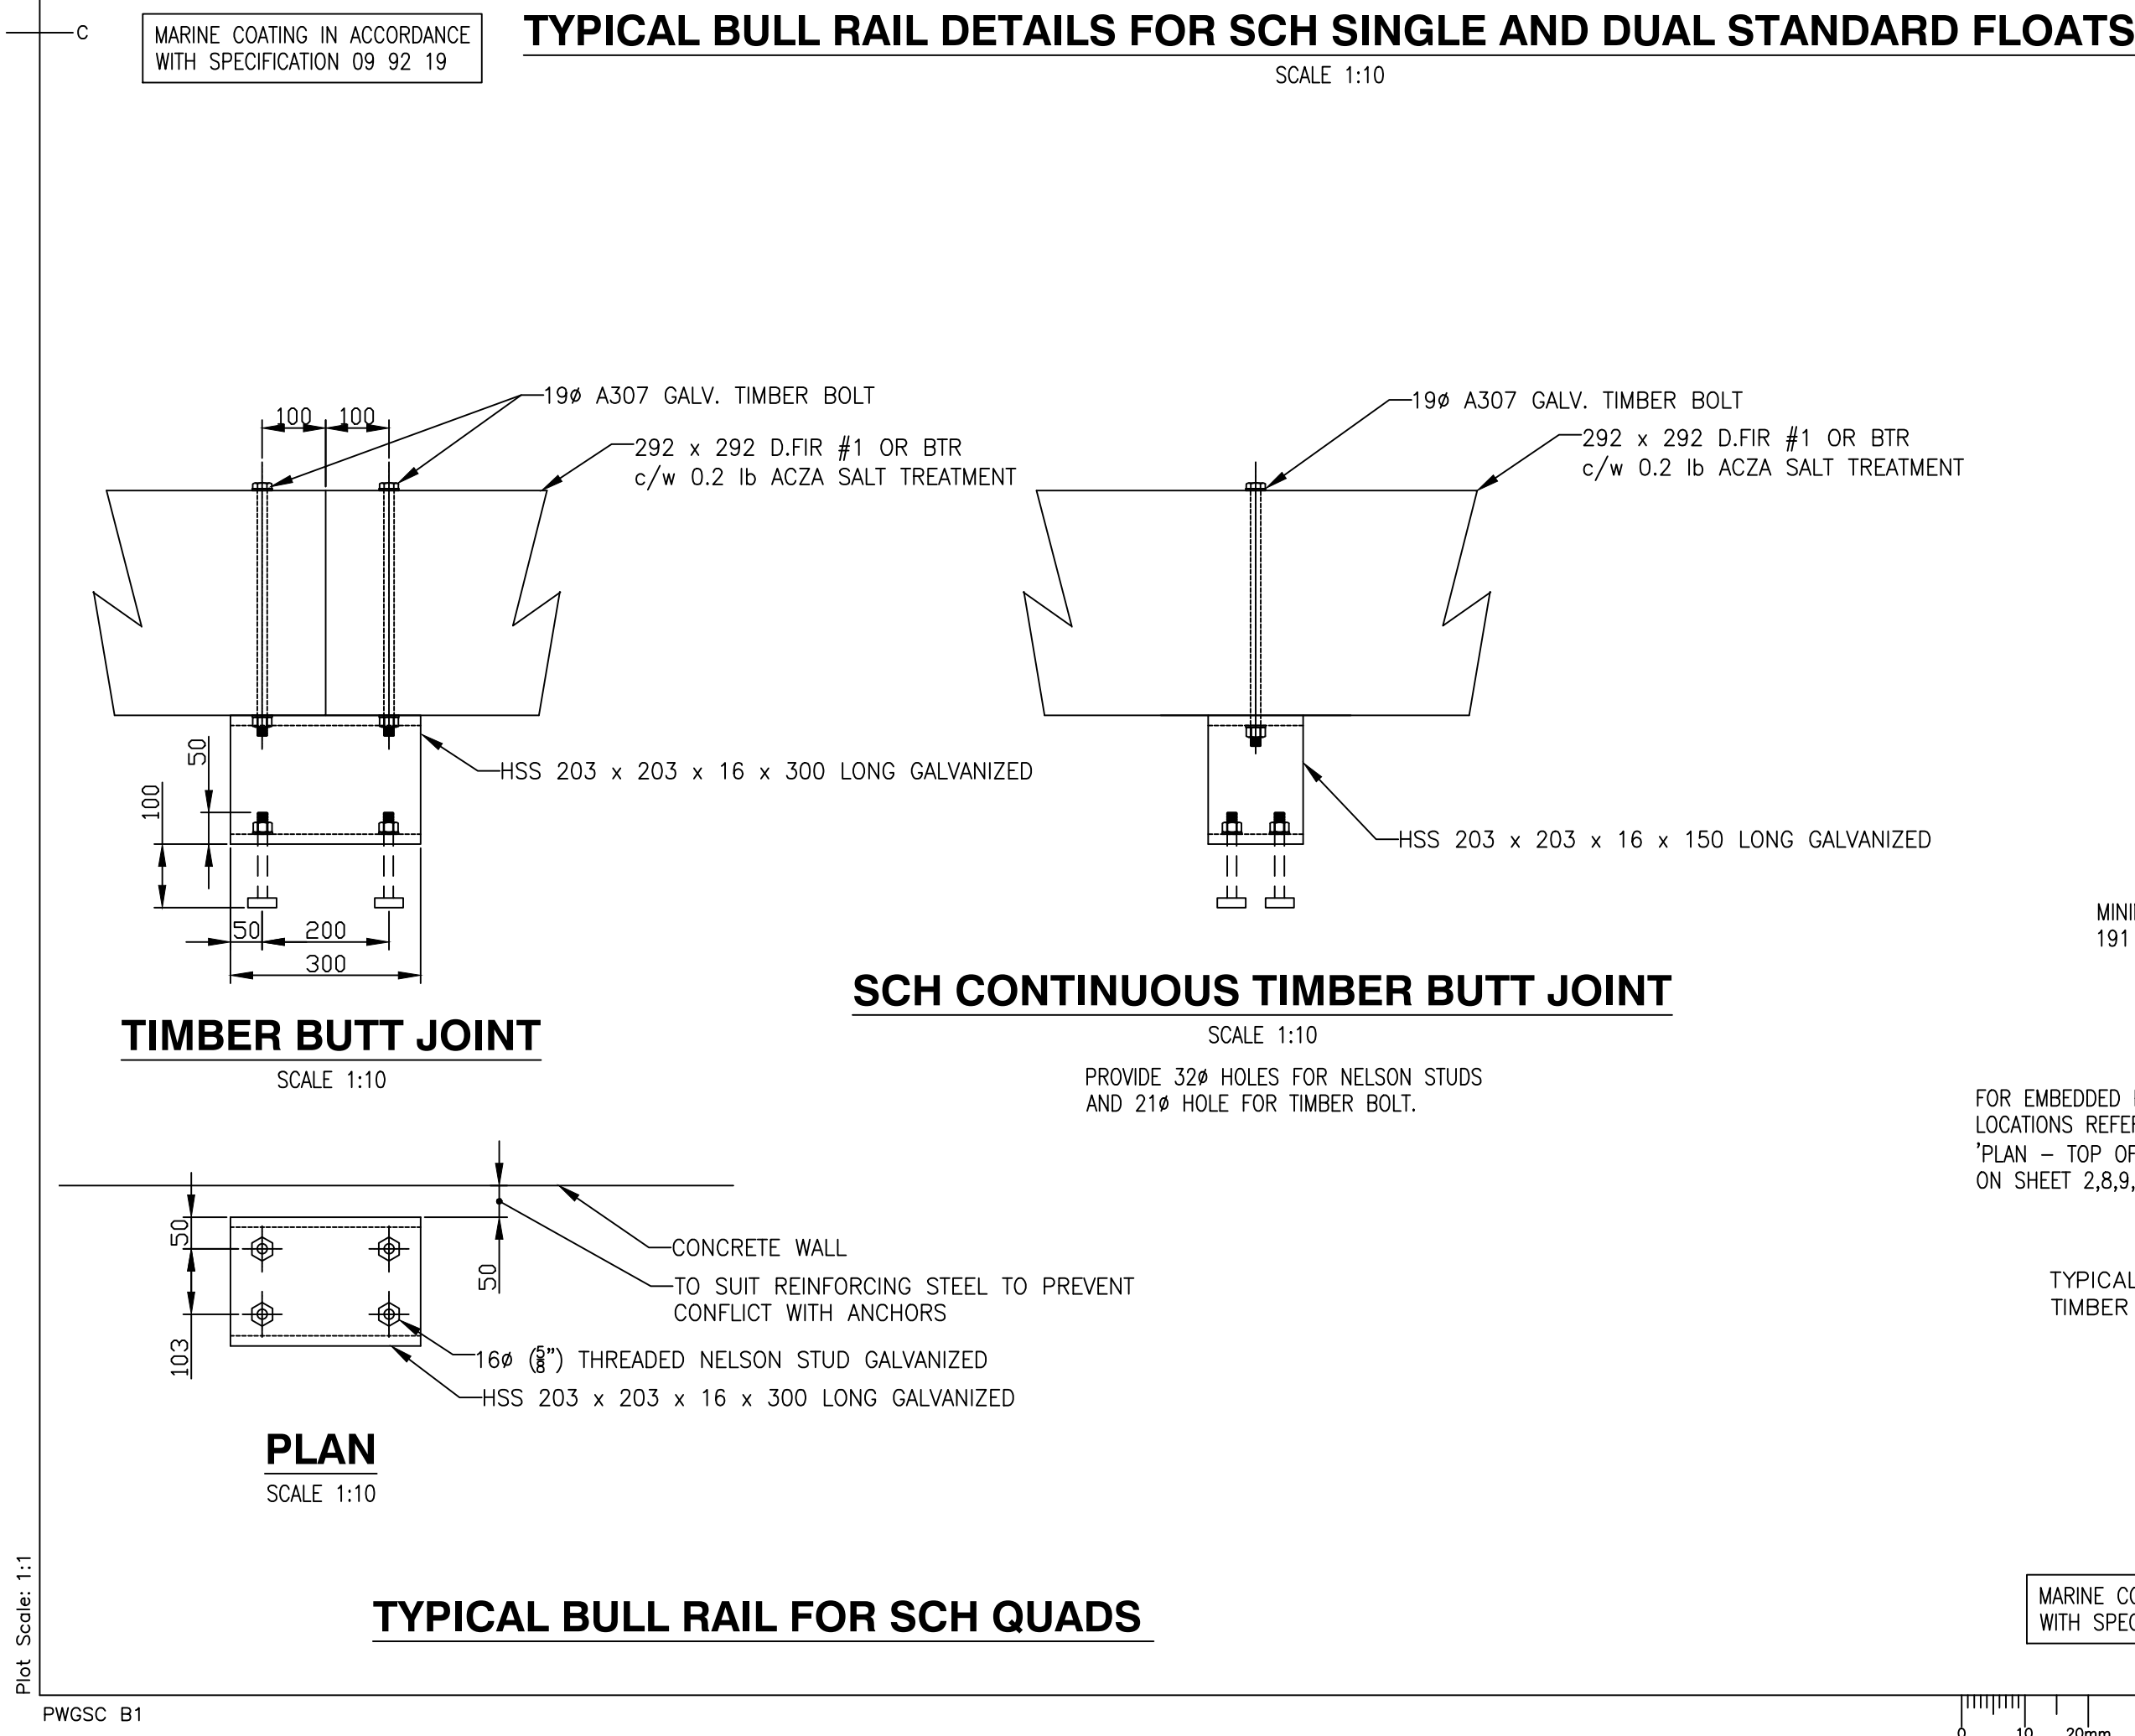 C
MARINE COATING IN ACCORDANCE
WITH SPECIFICATION 09 92 19
TYPICAL BULL RAIL DETAILS FOR SCH SINGLE AND DUAL STANDARD FLOATS
SCALE 1:10
100 100
19ø A307 GALV. TIMBER BOLT
292 x 292 D.FIR #1 OR BTR
c/w 0.2 lb ACZA SALT TREATMENT
50
100
HSS 203 x 203 x 16 x 300 LONG GALVANIZED
50 200
300
TIMBER BUTT JOINT
SCALE 1:10
19ø A307 GALV. TIMBER BOLT
292 x 292 D.FIR #1 OR BTR
c/w 0.2 lb ACZA SALT TREATMENT
HSS 203 x 203 x 16 x 150 LONG GALVANIZED
SCH CONTINUOUS TIMBER BUTT JOINT
SCALE 1:10
PROVIDE 32ø HOLES FOR NELSON STUDS
AND 21ø HOLE FOR TIMBER BOLT.
191
FOR EMBEDDED
LOCATIONS
'PLAN – TOP OF
ON SHEET 2,8,9,
TYPICAL
TIMBER
50
103
50
CONCRETE WALL
TO SUIT REINFORCING STEEL TO PREVENT
CONFLICT WITH ANCHORS
16ø (5/8") THREADED NELSON STUD GALVANIZED
HSS 203 x 203 x 16 x 300 LONG GALVANIZED
PLAN
SCALE 1:10
TYPICAL BULL RAIL FOR SCH QUADS
MARINE
WITH
Plot Scale: 1:1
PWGSC B1
0 10 20mm